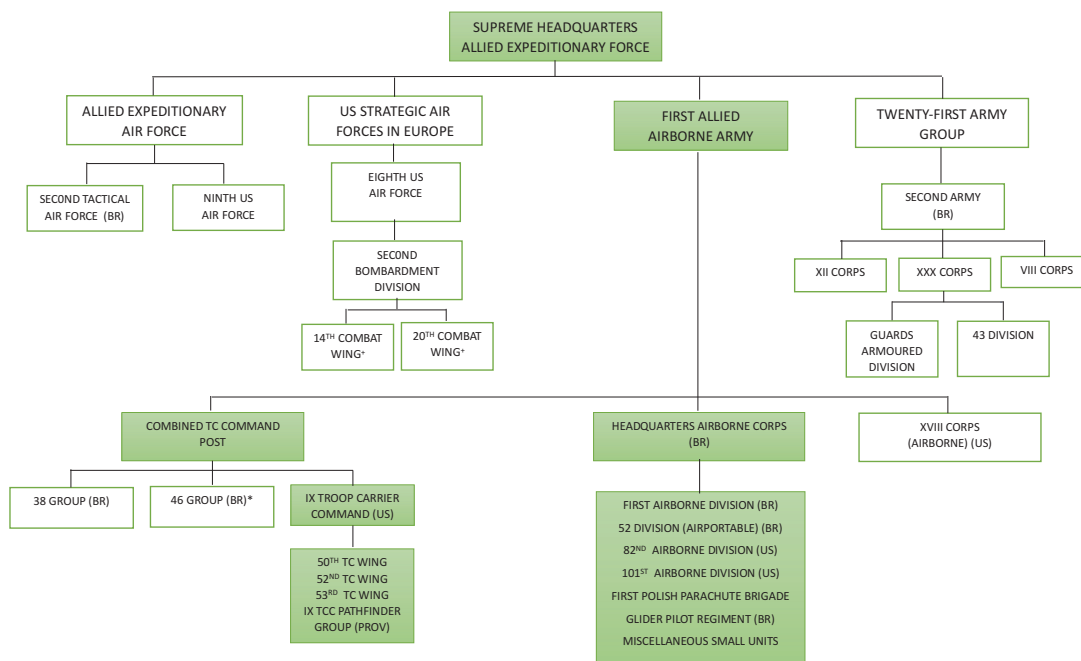 SUPREME HEADQUARTERS
ALLIED EXPEDITIONARY FORCE
ALLIED EXPEDITIONARY
AIR FORCE
US STRATEGIC AIR
FORCES IN EUROPE
FIRST ALLIED
AIRBORNE ARMY
TWENTY-FIRST ARMY
GROUP
SEC0ND TACTICAL
AIR FORCE (BR)
NINTH US
AIR FORCE
EIGHTH US
AIR FORCE
SECOND ARMY
(BR)
SEC0ND
BOMBARDMENT
DIVISION
XII CORPS
XXX CORPS
VIII CORPS
14TH COMBAT
WING+
20TH COMBAT
WING+
GUARDS
ARMOURED
DIVISION
43 DIVISION
COMBINED TC COMMAND
POST
HEADQUARTERS AIRBORNE CORPS
(BR)
XVIII CORPS
(AIRBORNE) (US)
38 GROUP (BR)
46 GROUP (BR)*
IX TROOP CARRIER
COMMAND (US)
50TH TC WING
52ND TC WING
53RD TC WING
IX TCC PATHFINDER
GROUP (PROV)
FIRST AIRBORNE DIVISION (BR)
52 DIVISION (AIRPORTABLE) (BR)
82ND AIRBORNE DIVISION (US)
101ST AIRBORNE DIVISION (US)
FIRST POLISH PARACHUTE BRIGADE
GLIDER PILOT REGIMENT (BR)
MISCELLANEOUS SMALL UNITS